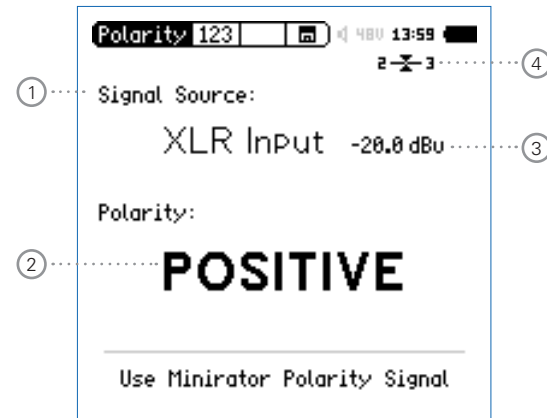 Polarity 123 48V 13:59
2 3 4
1 Signal Source:
XLR Input -20.0 dBu 3
Polarity:
2 POSITIVE
Use Minirator Polarity Signal